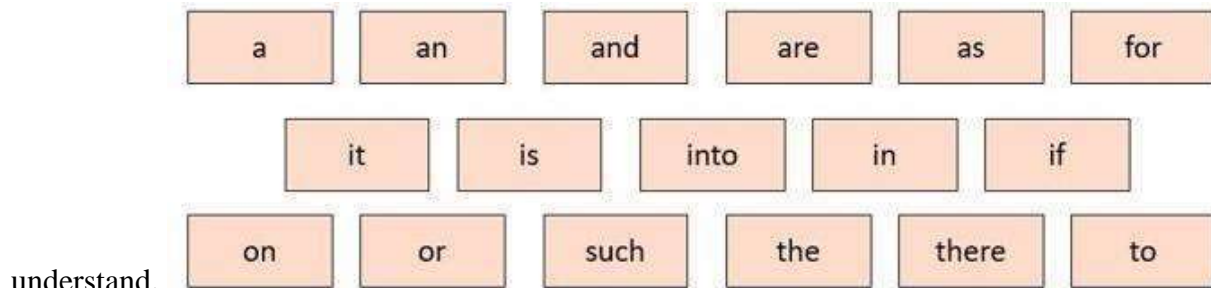 a an and are as for
it is into in if
on or such the there to
understand.